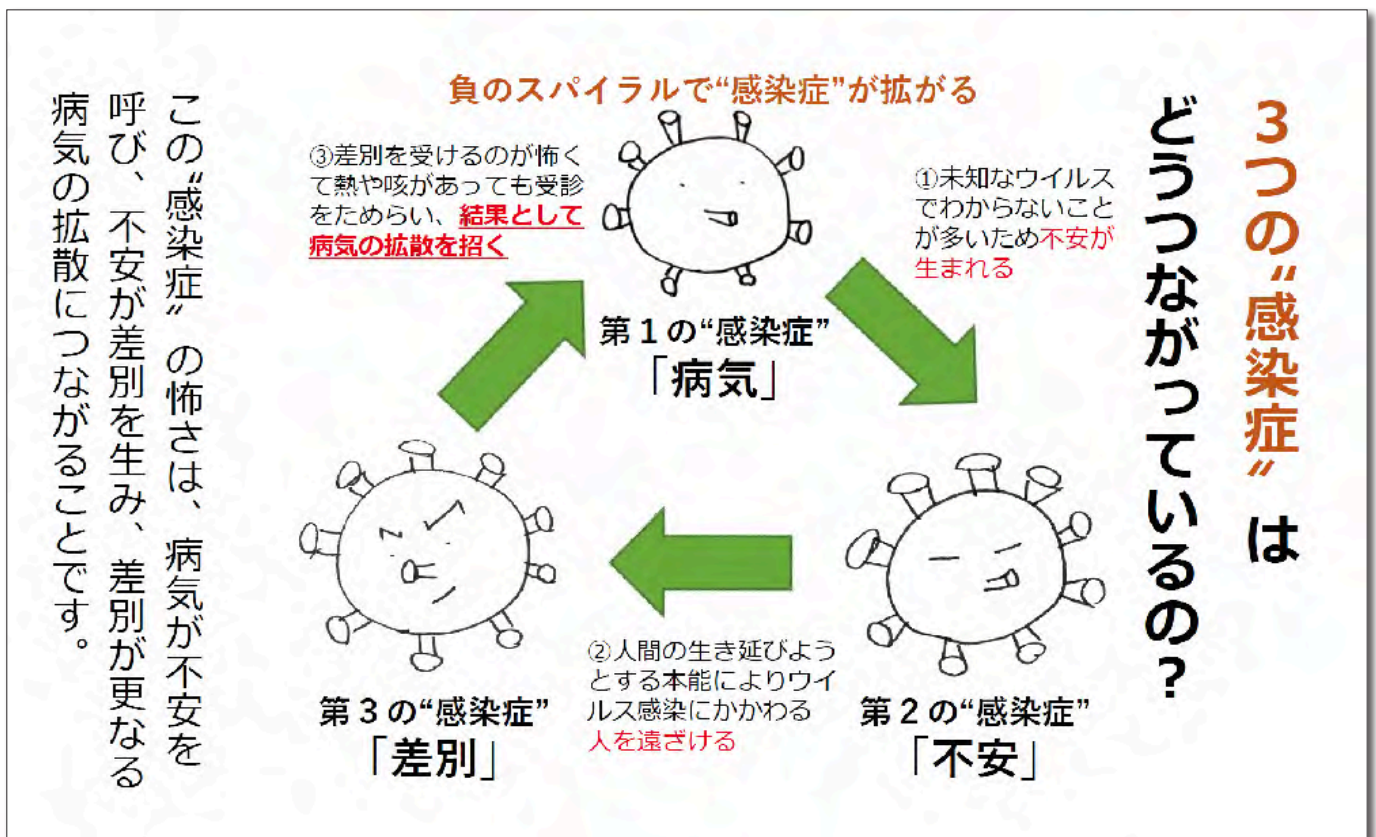 3つの“感染症”は
どうつながっているの?
負のスパイラルで“感染症”が拡がる
①未知なウイルス
でわからないこと
が多いため不安が
生まれる
第1の“感染症”
「病気」
第2の“感染症”
「不安」
②人間の生き延びよう
とする本能によりウイ
ルス感染にかかわる
人を遠ざける
第3の“感染症”
「差別」
③差別を受けるのが怖く
て熱や咳があっても受診
をためらい、結果として
病気の拡散を招く
この“感染症”の怖さは、病気が不安を
呼び、不安が差別を生み、差別が更なる
病気の拡散につながることです。